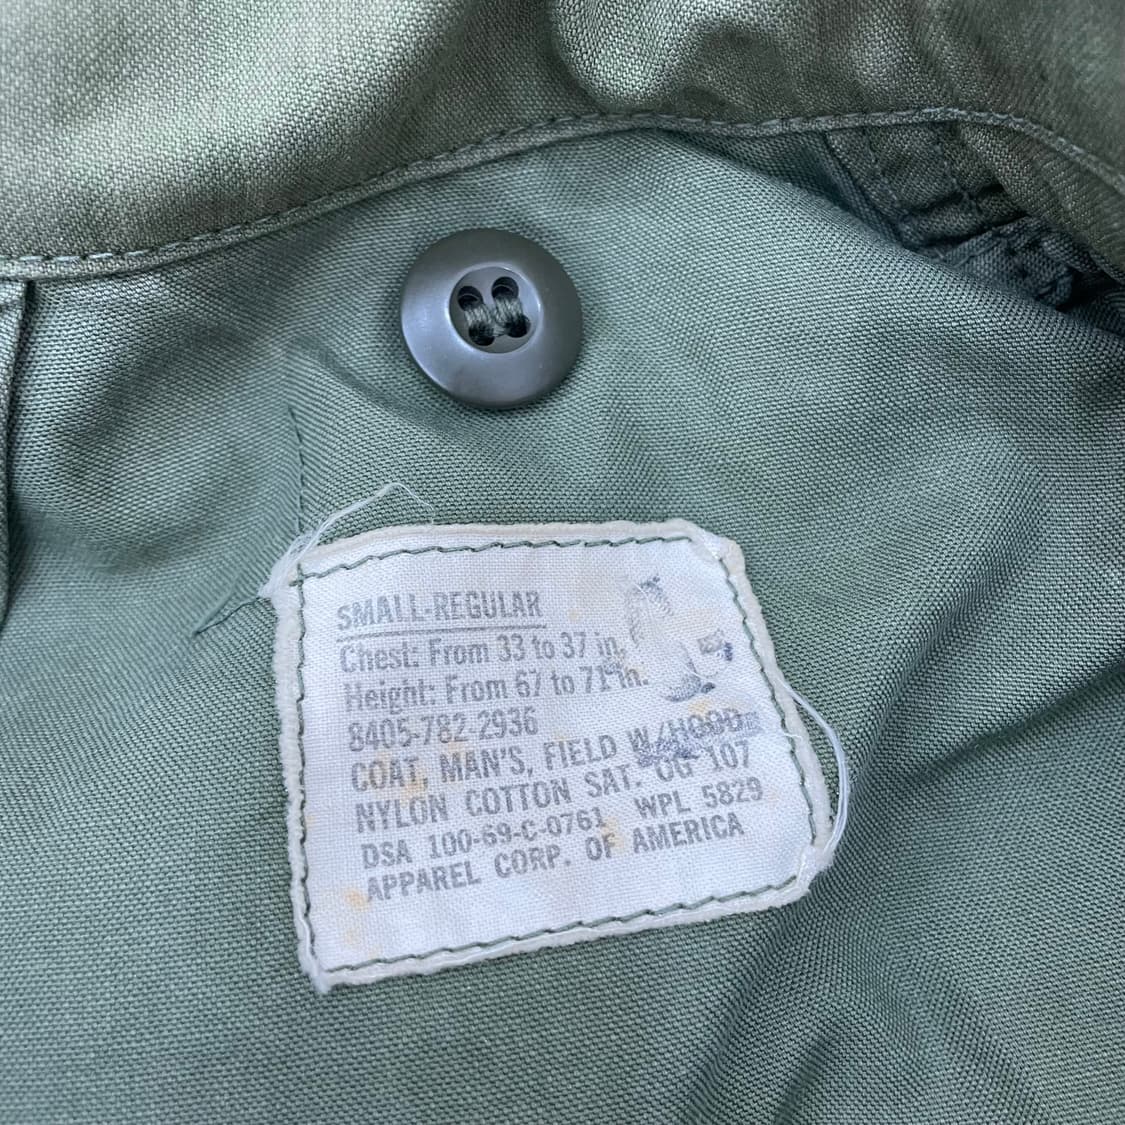 SMALL-REGULAR
Chest: From 33 to 37 in.
Height: From 67 to 71 in.
8405-782-2936
COAT, MAN'S, FIELD W/HOOD
NYLON COTTON SAT. OG 107
DSA 100-69-C-0761 WPL 5829
APPAREL CORP. OF AMERICA